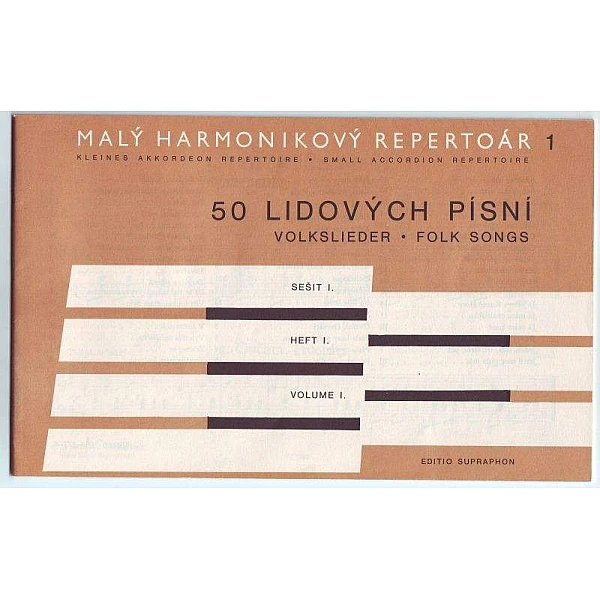 MALÝ HARMONIKOVÝ REPERTOÁR 1
KLEINES AKKORDEON REPERTOIRE • SMALL ACCORDION REPERTOIRE
50 LIDOVÝCH PÍSNÍ
VOLKSLIEDER • FOLK SONGS
SEŠIT I.
HEFT I.
VOLUME I.
EDITIO SUPRAPHON